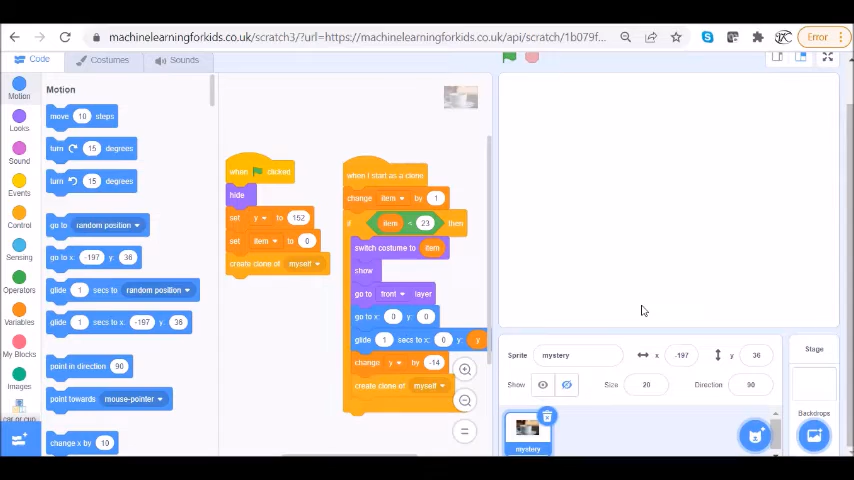 machinelearningforkids.co.uk/scratch3/?url=https://machinelearningforkids.co.uk/api/scratch/1b079f...
Error
Code
Costumes
Sounds
Motion
Looks
Sound
Events
Control
Sensing
Operators
Variables
My Blocks
Images
car or cup
Motion
move 10 steps
turn 15 degrees
turn 15 degrees
go to random position
go to x: -197 y: 36
glide 1 secs to random position
glide 1 secs to x: -197 y: 36
point in direction 90
point towards mouse-pointer
change x by 10
when clicked
hide
set y to 152
set item to 0
create clone of myself
when I start as a clone
change item by 1
if item < 23 then
switch costume to item
show
go to front layer
go to x: 0 y: 0
glide 1 secs to x: 0 y: y
change y by -14
create clone of myself
Sprite mystery x -197 y 36
Show Size 20 Direction 90
mystery
Stage
Backdrops